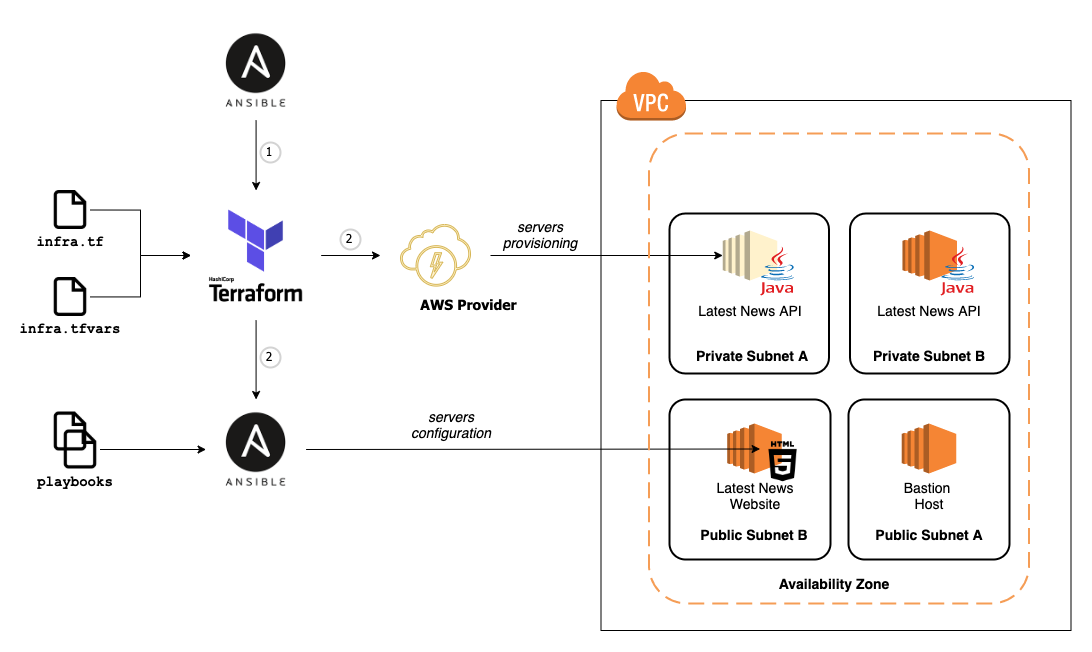 ANSIBLE
1
VPC
infra.tf
infra.tfvars
HashiCorp
Terraform
2
AWS Provider
servers
provisioning
Java
Latest News API
Private Subnet A
Java
Latest News API
Private Subnet B
2
playbooks
ANSIBLE
servers
configuration
HTML
5
Latest News
Website
Public Subnet B
Bastion
Host
Public Subnet A
Availability Zone